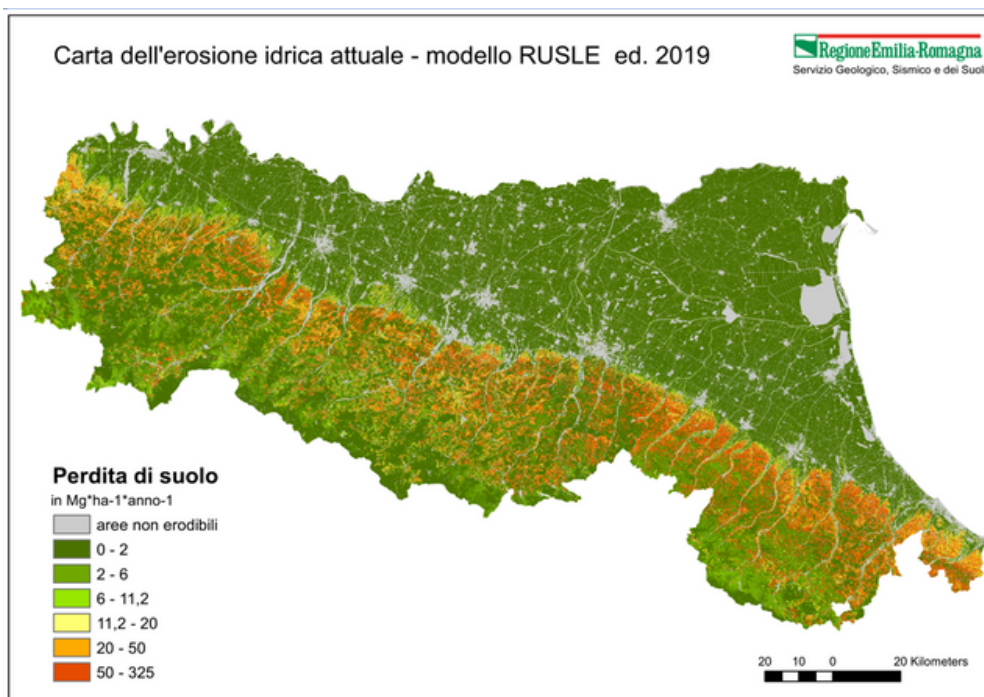 Carta dell'erosione idrica attuale - modello RUSLE ed. 2019
RegioneEmilia-Romagna
Servizio Geologico, Sismico e dei Suoli
Perdita di suolo
in Mg*ha-1*anno-1
aree non erodibili
0 - 2
2 - 6
6 - 11,2
11,2 - 20
20 - 50
50 - 325
20 10 0 20 Kilometers